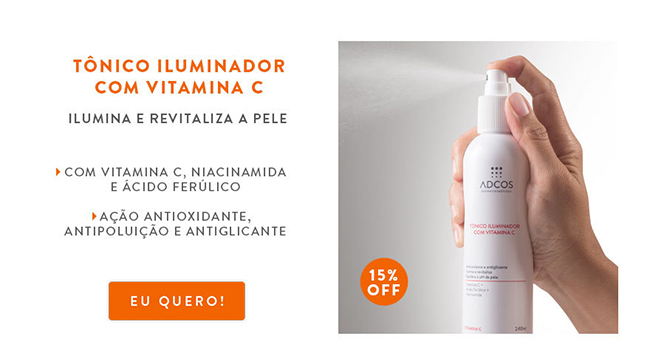 TÔNICO ILUMINADOR
COM VITAMINA C
ILUMINA E REVITALIZA A PELE
COM VITAMINA C, NIACINAMIDA
E ÁCIDO FERÚLICO
AÇÃO ANTIOXIDANTE,
ANTIPOLUIÇÃO E ANTIGLICANTE
EU QUERO!
ADCOS
TÔNICO ILUMINADOR
COM VITAMINA C
15%
OFF